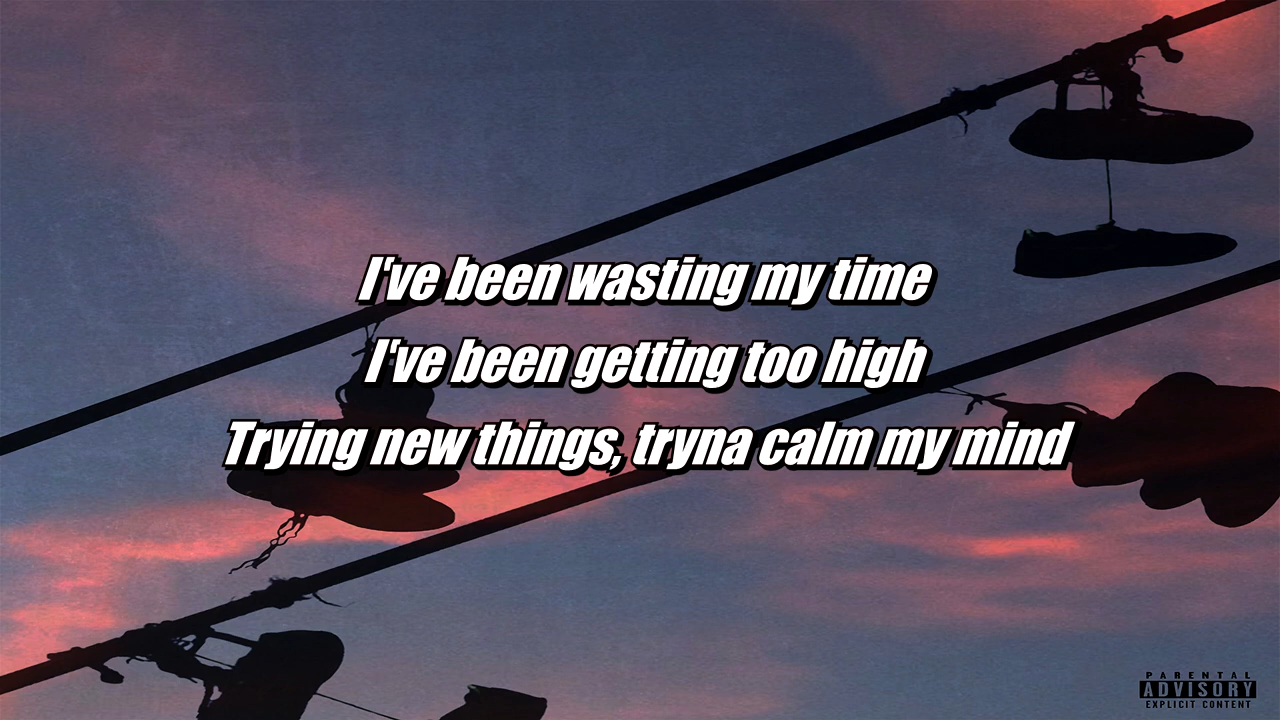 I've been wasting my time
I've been getting too high
Trying new things, tryna calm my mind
PARENTAL
ADVISORY
EXPLICIT CONTENT